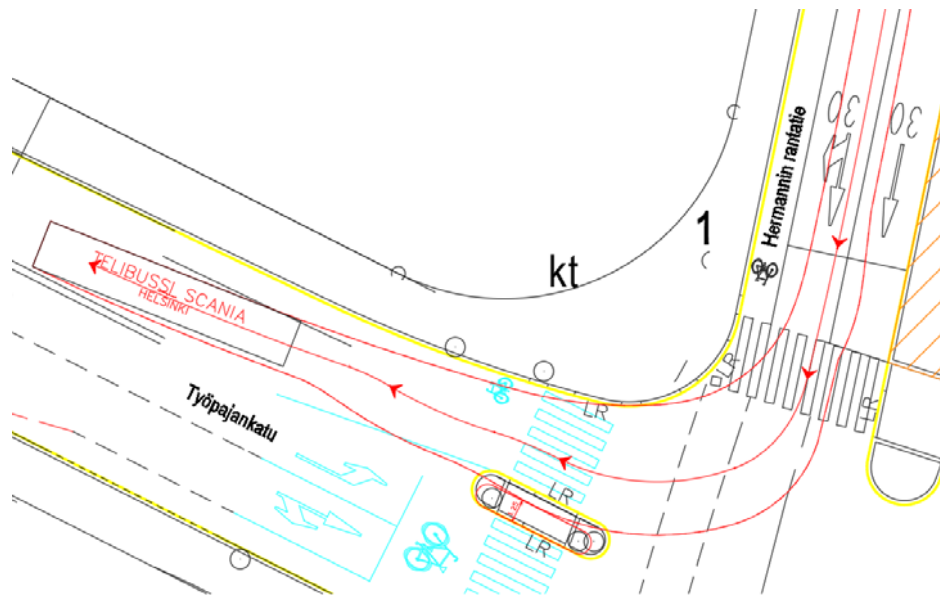 30
30
Hermannin rantatie
1
kt
TELIBUSSI SCANIA
HELSINKI
LR
LR
LR
LR
LR
Työpajankatu